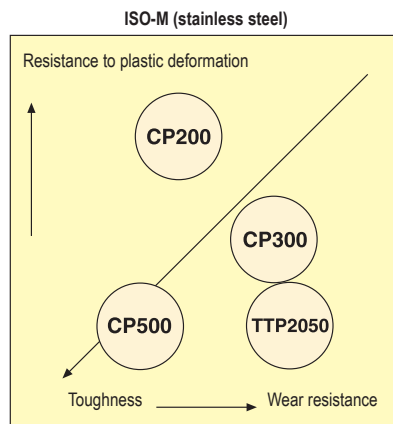 ISO-M (stainless steel)
Resistance to plastic deformation
CP200
CP300
CP500
TTP2050
Toughness
Wear resistance